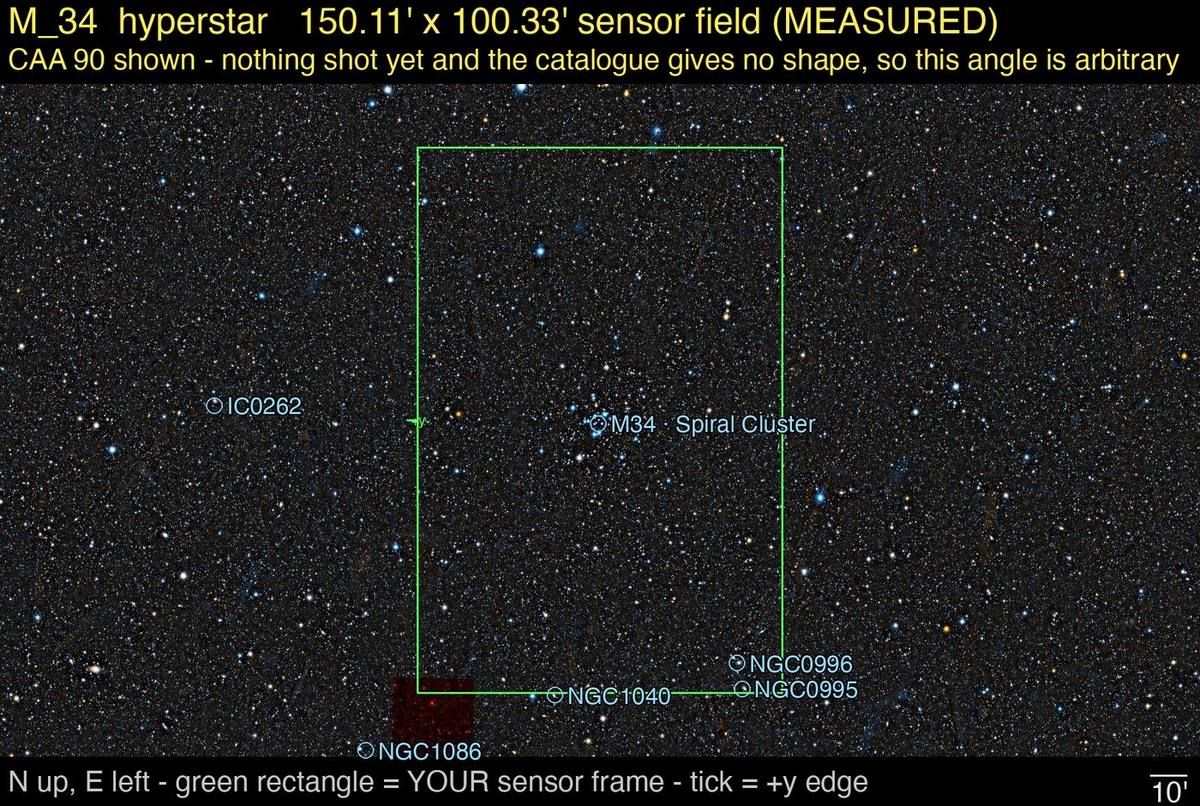 M_34 hyperstar 150.11' x 100.33' sensor field (MEASURED)
CAA 90 shown - nothing shot yet and the catalogue gives no shape, so this angle is arbitrary
IC0262
y
M34 · Spiral Cluster
NGC0996
NGC0995
NGC1040
NGC1086
N up, E left - green rectangle = YOUR sensor frame - tick = +y edge
10'